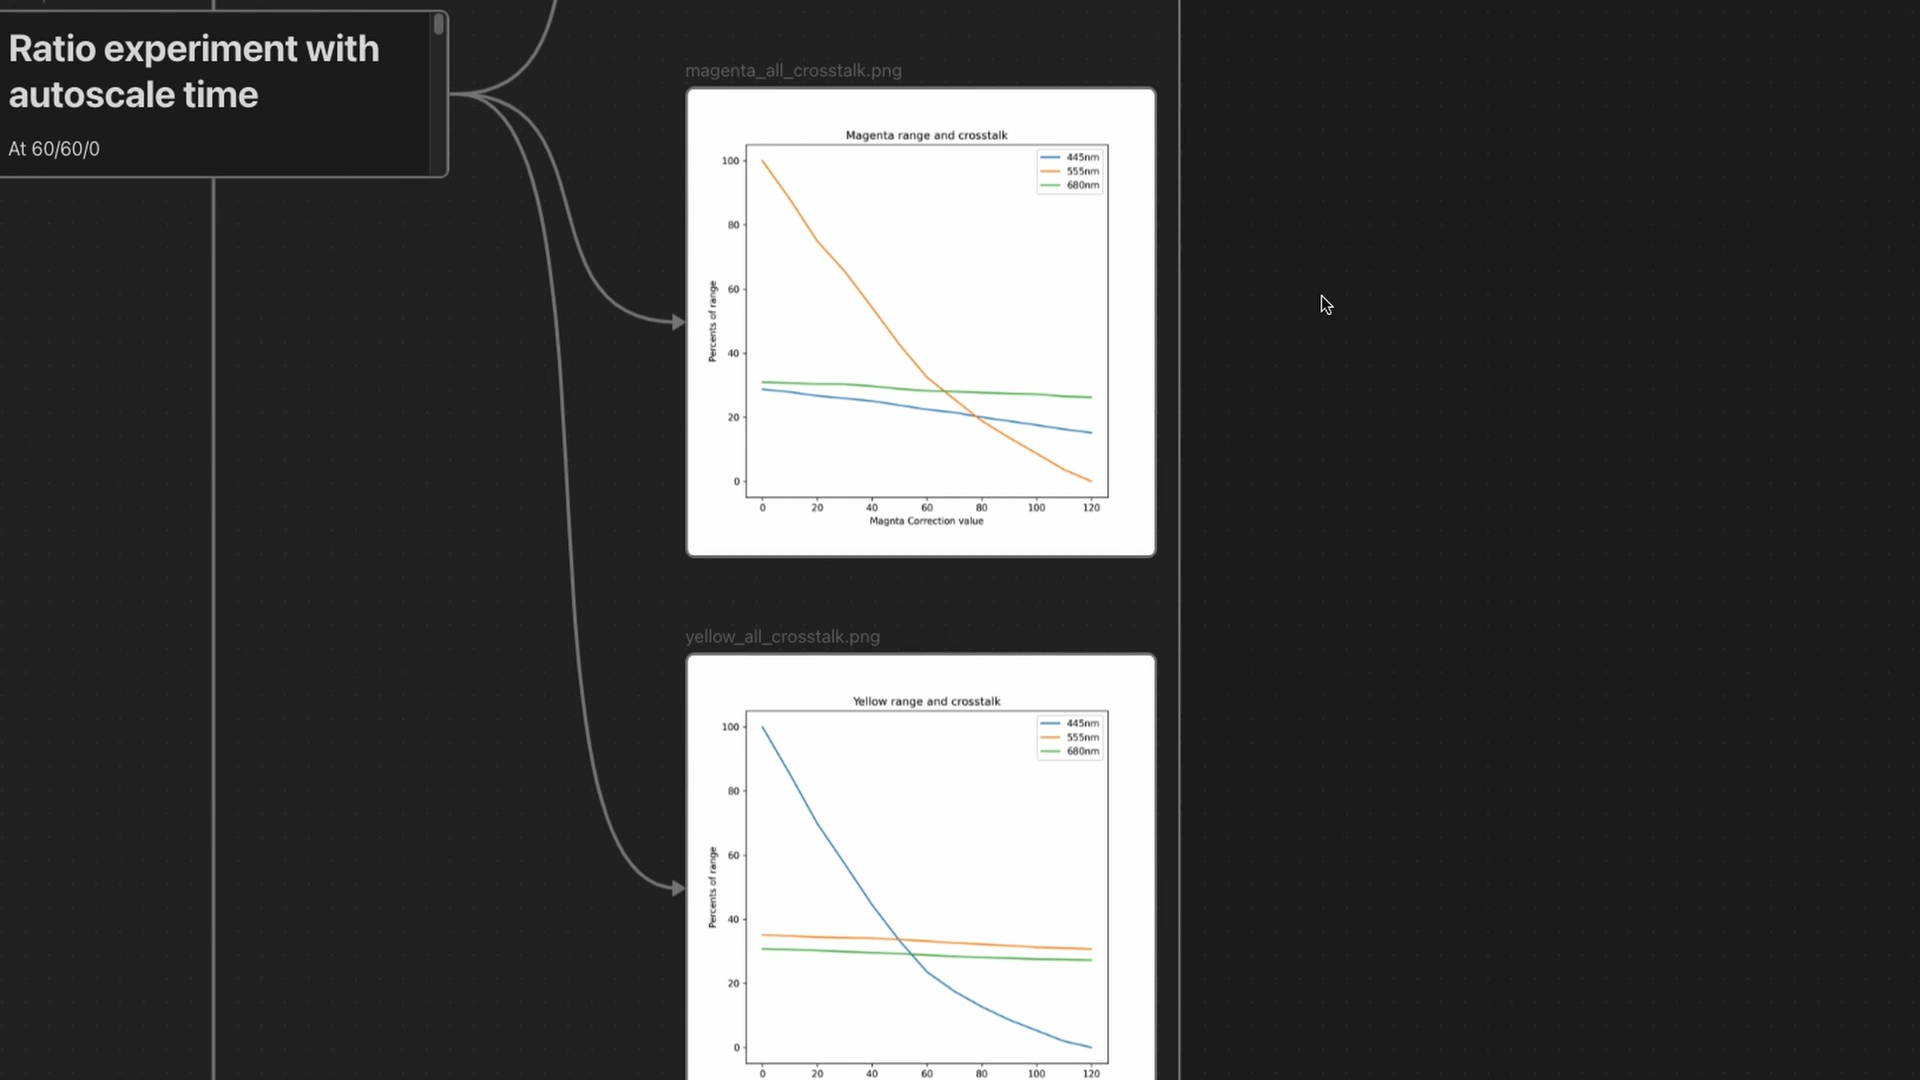 Ratio experiment with
autoscale time
At 60/60/0
magenta_all_crosstalk.png
Magenta range and crosstalk
445nm
555nm
680nm
100
80
60
40
20
0
Percents of range
0 20 40 60 80 100 120
Magnta Correction value
yellow_all_crosstalk.png
Yellow range and crosstalk
445nm
555nm
680nm
100
80
60
40
20
0
Percents of range
0 20 40 60 80 100 120